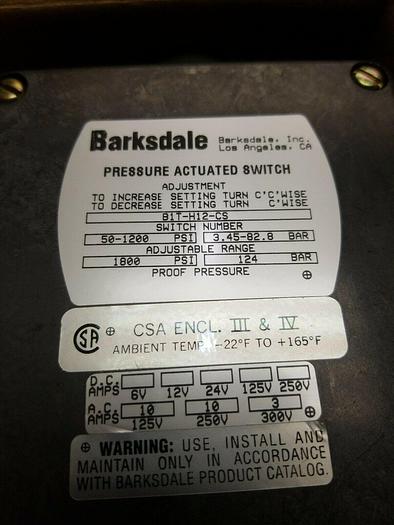 Barksdale Barksdale, Inc.
Los Angeles, CA
PRESSURE ACTUATED SWITCH
ADJUSTMENT
TO INCREASE SETTING TURN C'C'WISE
TO DECREASE SETTING TURN C'WISE
B1T-H12-CS
SWITCH NUMBER
50-1200 PSI 3.45-82.8 BAR
ADJUSTABLE RANGE
1800 PSI 124 BAR
PROOF PRESSURE
CSA ENCL. III & IV
AMBIENT TEMP. -22°F TO +165°F
D.C.
AMPS 6V 12V 24V 125V 250V
A.C. 10 10 3
AMPS 125V 250V 300V
WARNING: USE, INSTALL AND
MAINTAIN ONLY IN ACCORDANCE
WITH BARKSDALE PRODUCT CATALOG.